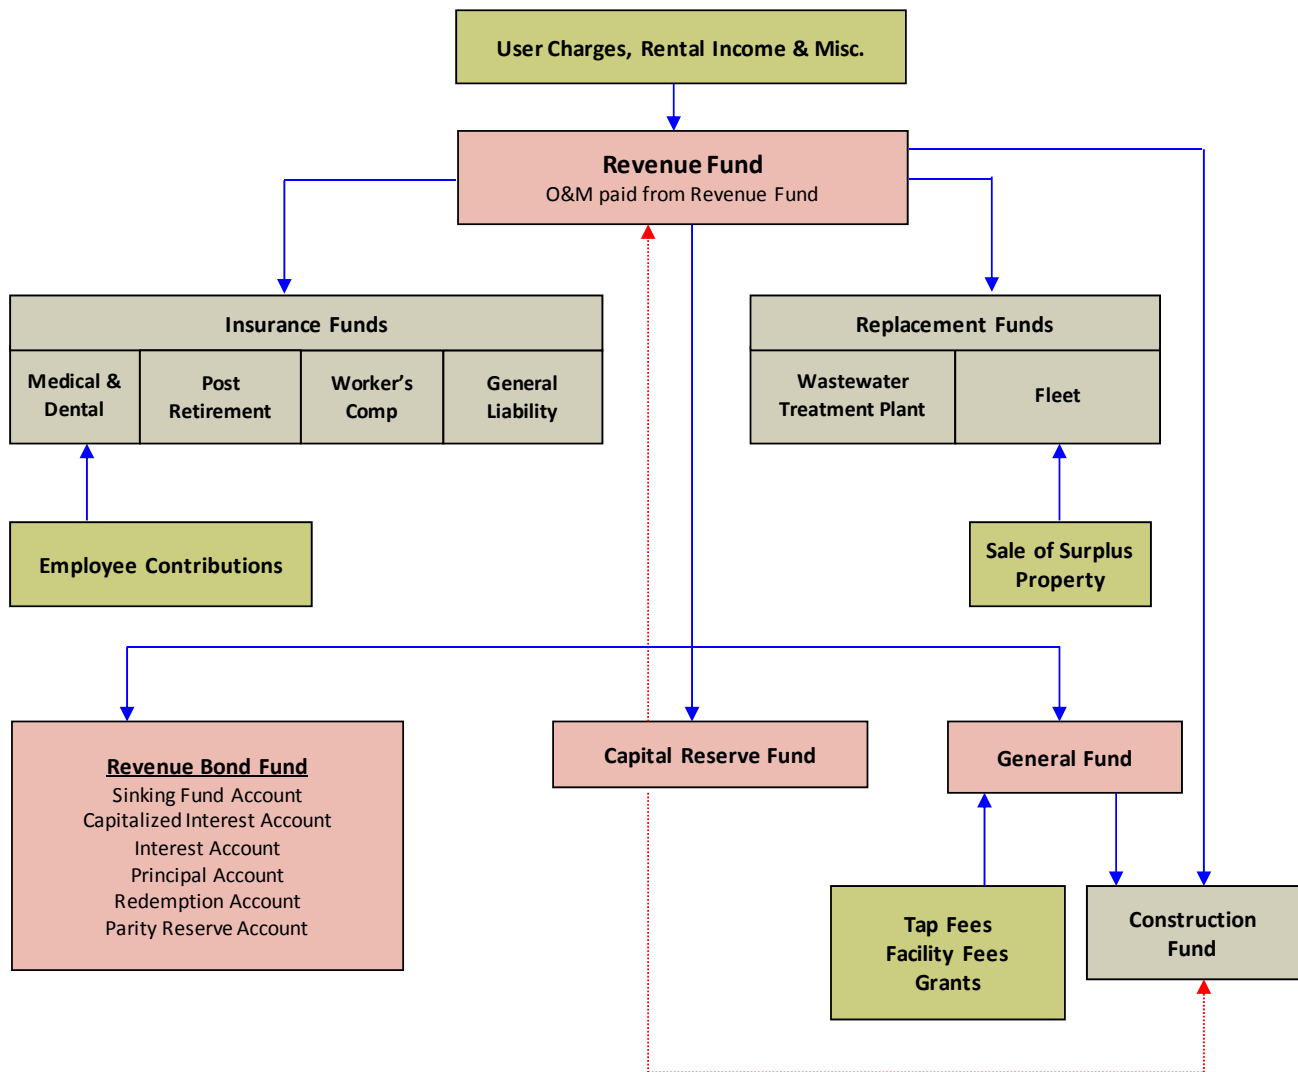 User Charges, Rental Income & Misc.
Revenue Fund
O&M paid from Revenue Fund
Insurance Funds
Medical &
Dental
Post
Retirement
Worker's
Comp
General
Liability
Replacement Funds
Wastewater
Treatment Plant
Fleet
Employee Contributions
Sale of Surplus
Property
Revenue Bond Fund
Sinking Fund Account
Capitalized Interest Account
Interest Account
Principal Account
Redemption Account
Parity Reserve Account
Capital Reserve Fund
General Fund
Tap Fees
Facility Fees
Grants
Construction
Fund